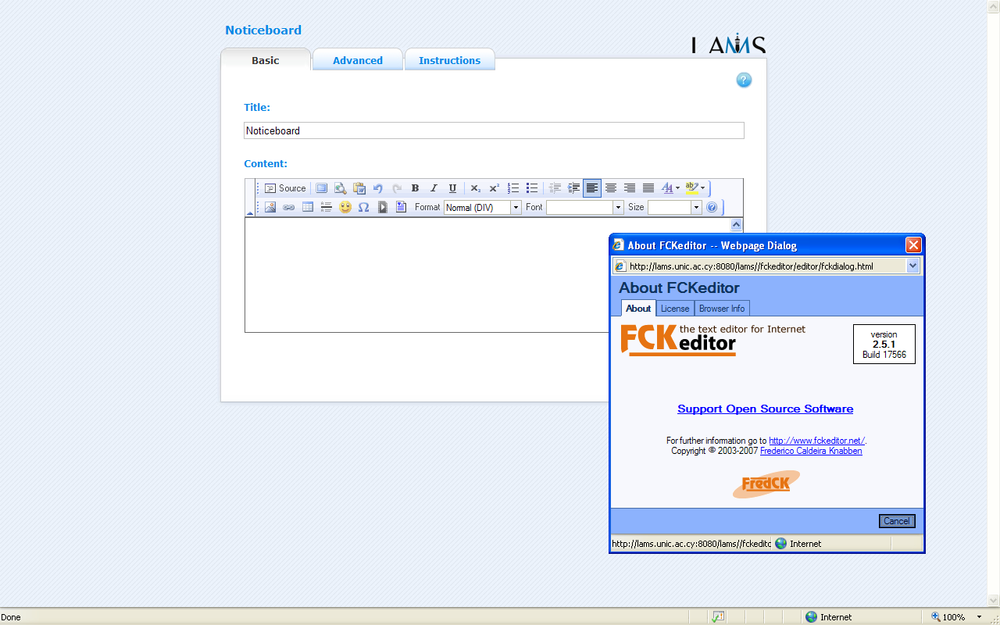 Noticeboard
LAMS
Basic Advanced Instructions
?
Title:
Noticeboard
Content:
Source B I U X₂ X² ab
Ω Format Normal (DIV) Font Size ?
About FCKeditor -- Webpage Dialog
http://lams.unic.ac.cy:8080/lams//fckeditor/editor/fckdialog.html
About FCKeditor
About License Browser Info
FCKeditor the text editor for Internet
version
2.5.1
Build 17566
Support Open Source Software
For further information go to http://www.fckeditor.net/.
Copyright © 2003-2007 Frederico Caldeira Knabben
FredCK
Cancel
http://lams.unic.ac.cy:8080/lams//fckeditc Internet
Done Internet 100%